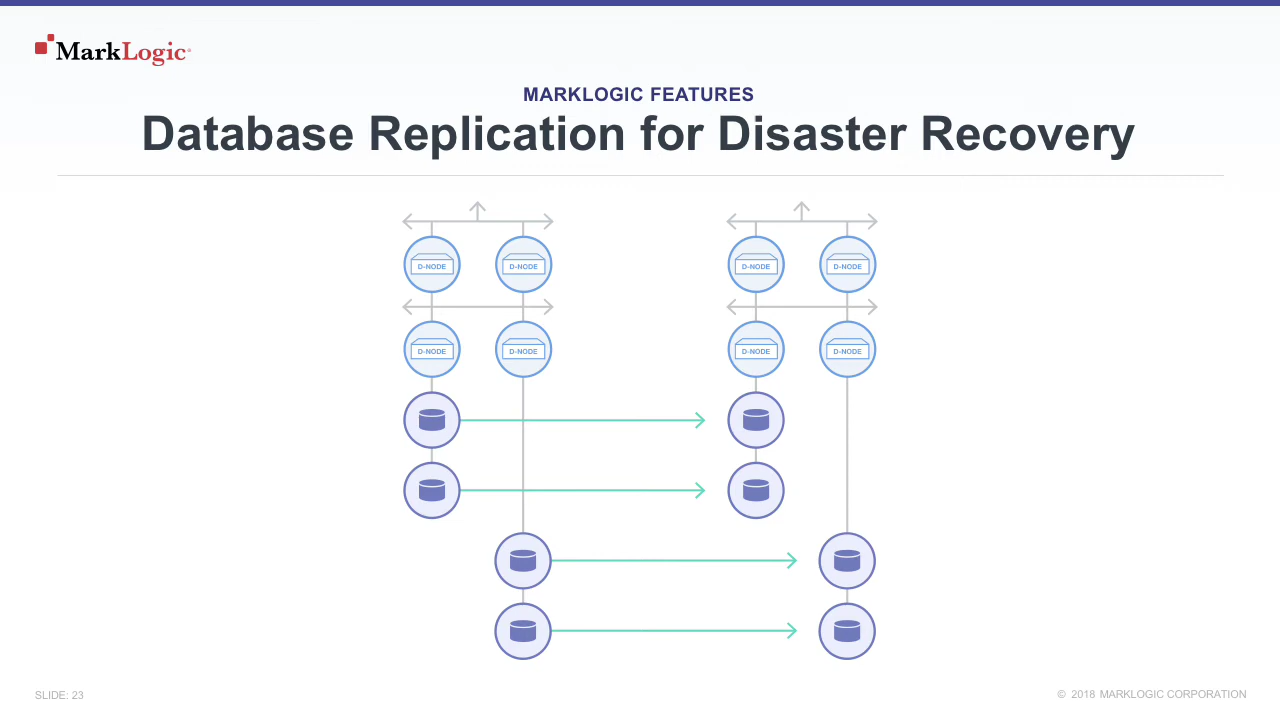 MarkLogic
MARKLOGIC FEATURES
Database Replication for Disaster Recovery
D-NODE D-NODE D-NODE D-NODE
D-NODE D-NODE D-NODE D-NODE
SLIDE: 23
© 2018 MARKLOGIC CORPORATION